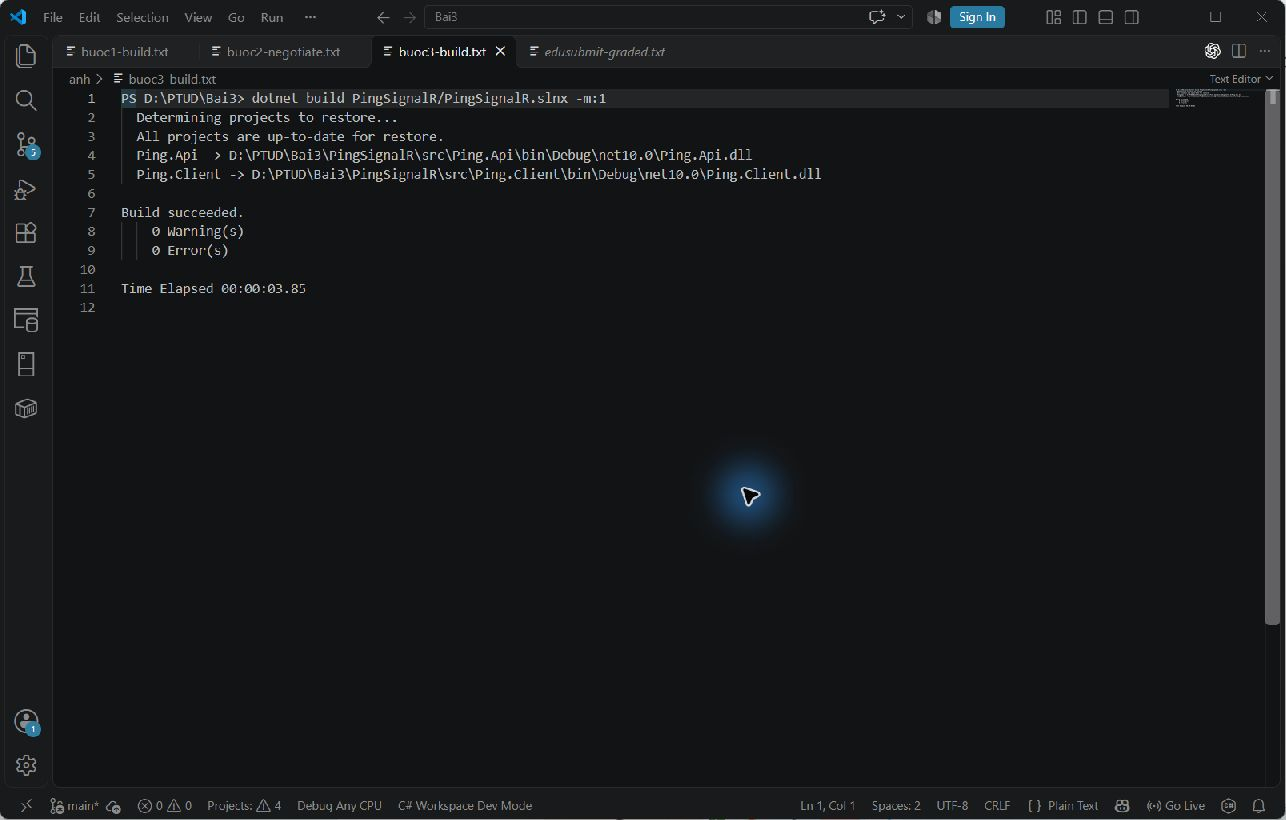 File Edit Selection View Go Run ··· Bai3 Sign In
buoc1-build.txt buoc2-negotiate.txt buoc3-build.txt edusubmit-graded.txt
anh > buoc3-build.txt Text Editor
1 PS D:\PTUD\Bai3> dotnet build PingSignalR/PingSignalR.slnx -m:1
2 Determining projects to restore...
3 All projects are up-to-date for restore.
4 Ping.Api -> D:\PTUD\Bai3\PingSignalR\src\Ping.Api\bin\Debug\net10.0\Ping.Api.dll
5 Ping.Client -> D:\PTUD\Bai3\PingSignalR\src\Ping.Client\bin\Debug\net10.0\Ping.Client.dll
6
7 Build succeeded.
8 0 Warning(s)
9 0 Error(s)
10
11 Time Elapsed 00:00:03.85
12
5
1
main* 0 0 Projects: 4 Debug Any CPU C# Workspace Dev Mode Ln 1, Col 1 Spaces: 2 UTF-8 CRLF { } Plain Text Go Live